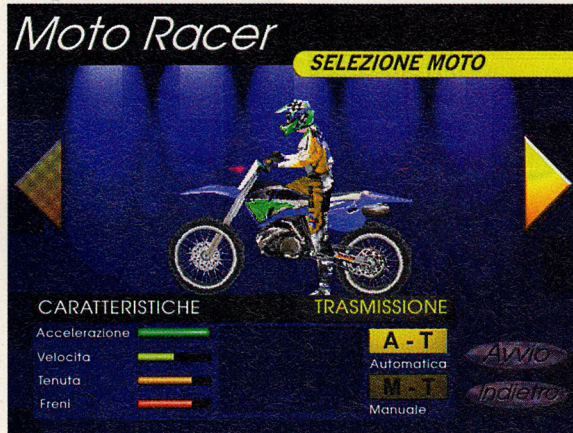 Moto Racer
SELEZIONE MOTO
CARATTERISTICHE
Accelerazione
Velocita
Tenuta
Freni
TRASMISSIONE
A - T
Automatica
M - T
Manuale
Avvio
Indietro